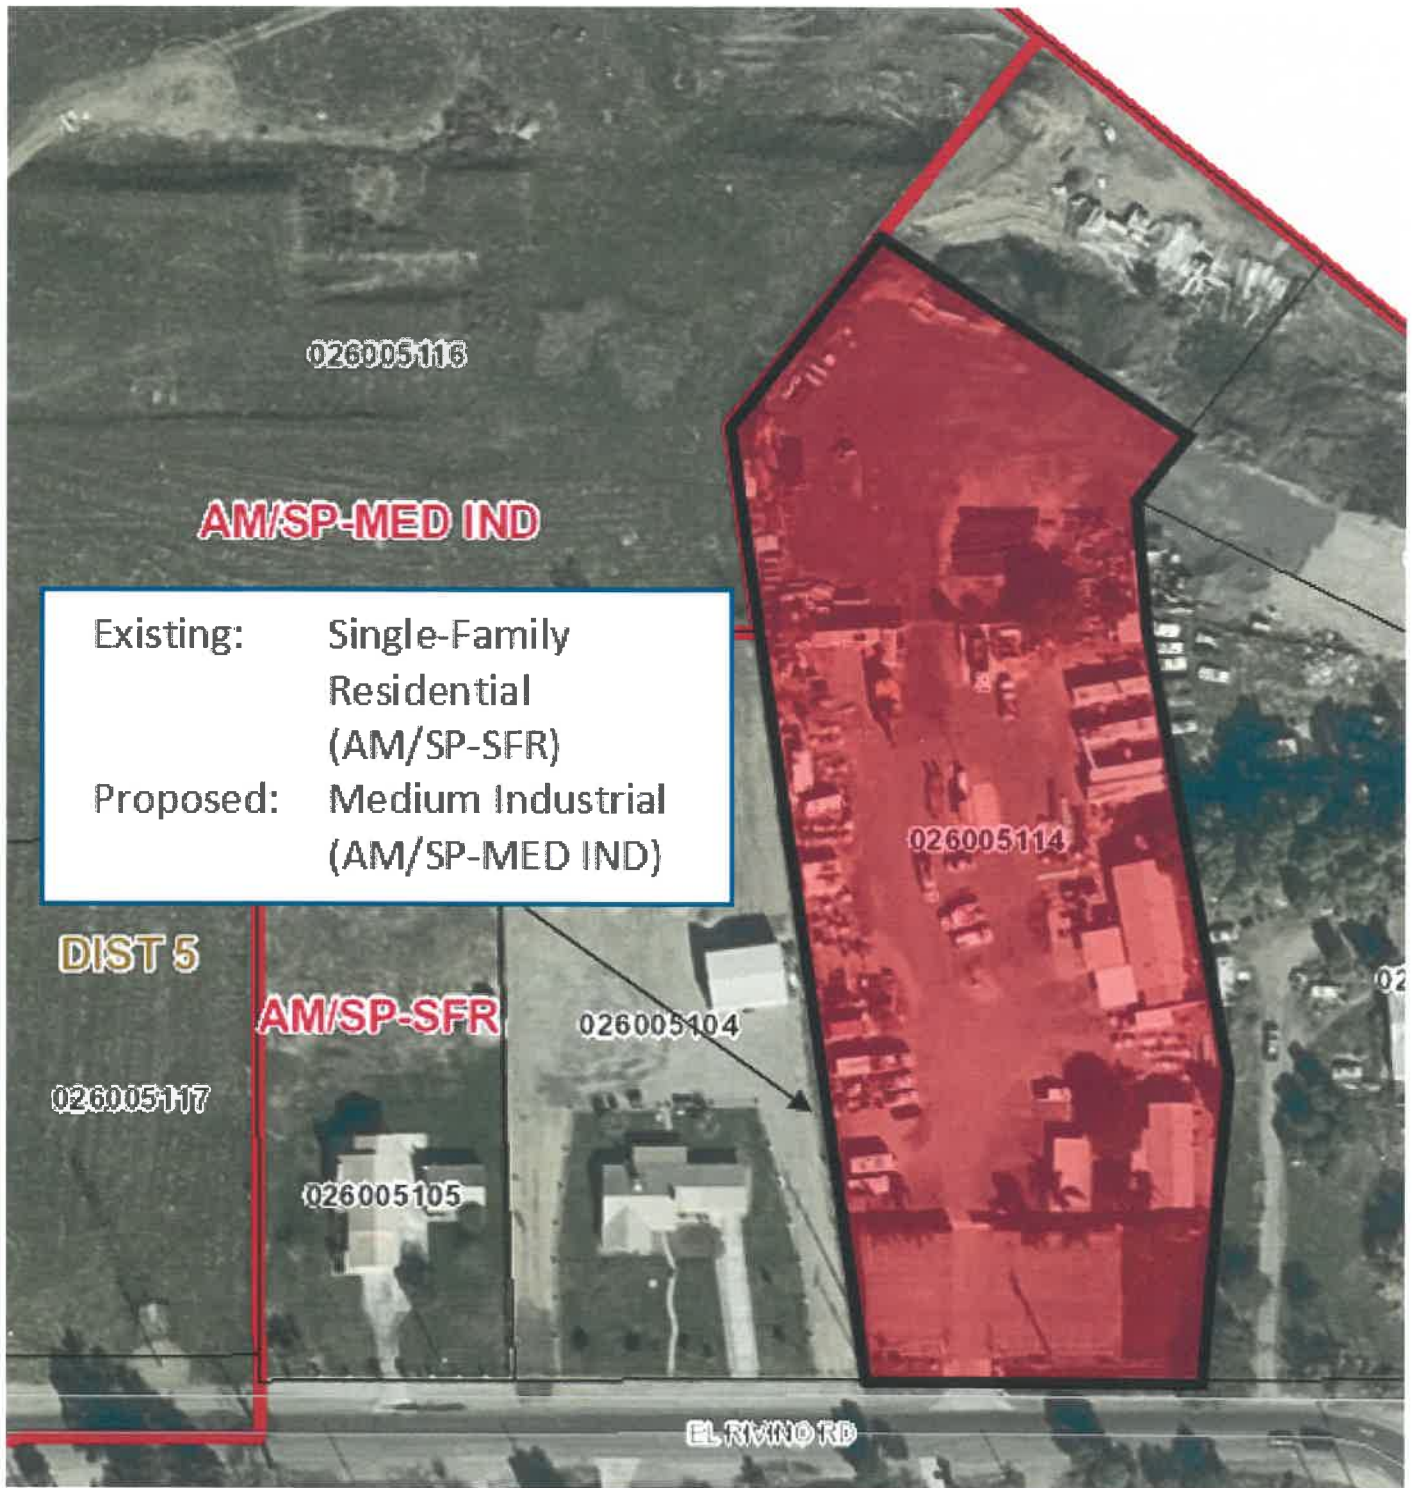 026005116
AM/SP-MED IND
Existing: Single-Family
Residential
(AM/SP-SFR)
Proposed: Medium Industrial
(AM/SP-MED IND)
026005114
DIST 5
AM/SP-SFR
026005104
02
026005117
026005105
EL RIVINO RD